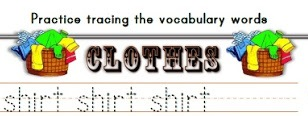 Practice tracing the vocabulary words
CLOTHES
shirt shirt shirt